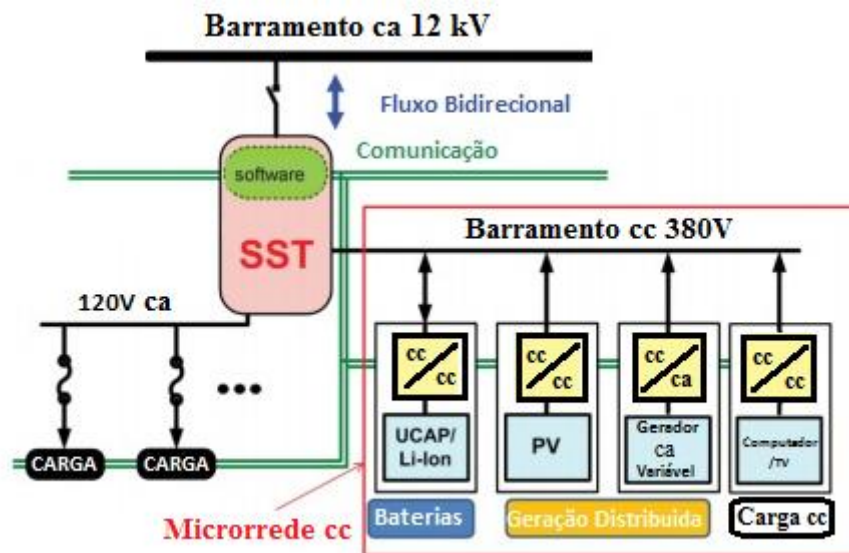 Barramento ca 12 kV
Fluxo Bidirecional
Comunicação
software
SST
Barramento cc 380V
120V ca
cc
cc
cc
cc
cc
ca
cc
cc
UCAP/
Li-Ion
PV
Gerador
ca
Variável
Computador
/TV
CARGA
CARGA
Microrrede cc
Baterias
Geração Distribuida
Carga cc